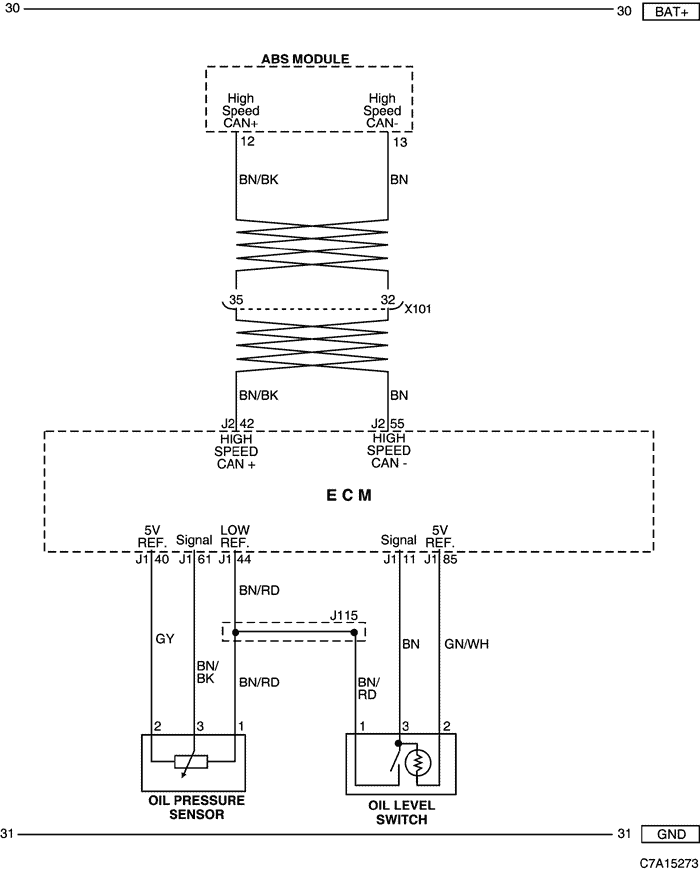 30 30 BAT+
ABS MODULE
High Speed CAN+
High Speed CAN-
12 13
BN/BK BN
35 32 X101
BN/BK BN
J2 42 J2 55
HIGH SPEED CAN +
HIGH SPEED CAN -
ECM
5V REF. Signal LOW REF. Signal 5V REF.
J1 40 J1 61 J1 44 J1 11 J1 85
BN/RD
J115
GY BN GN/WH
BN/BK BN/RD BN/RD
2 3 1 1 3 2
OIL PRESSURE SENSOR
OIL LEVEL SWITCH
31 31 GND
C7A15273